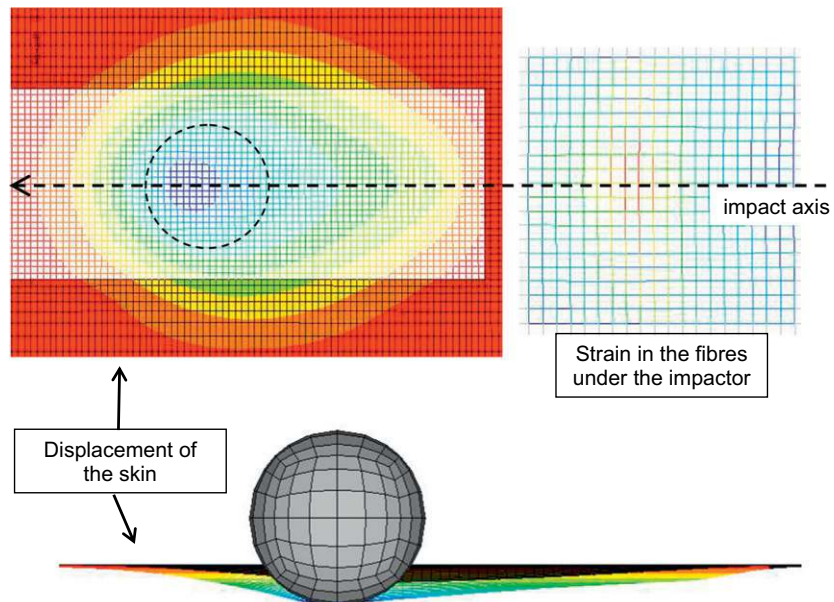 impact axis
Strain in the fibres
under the impactor
Displacement of
the skin